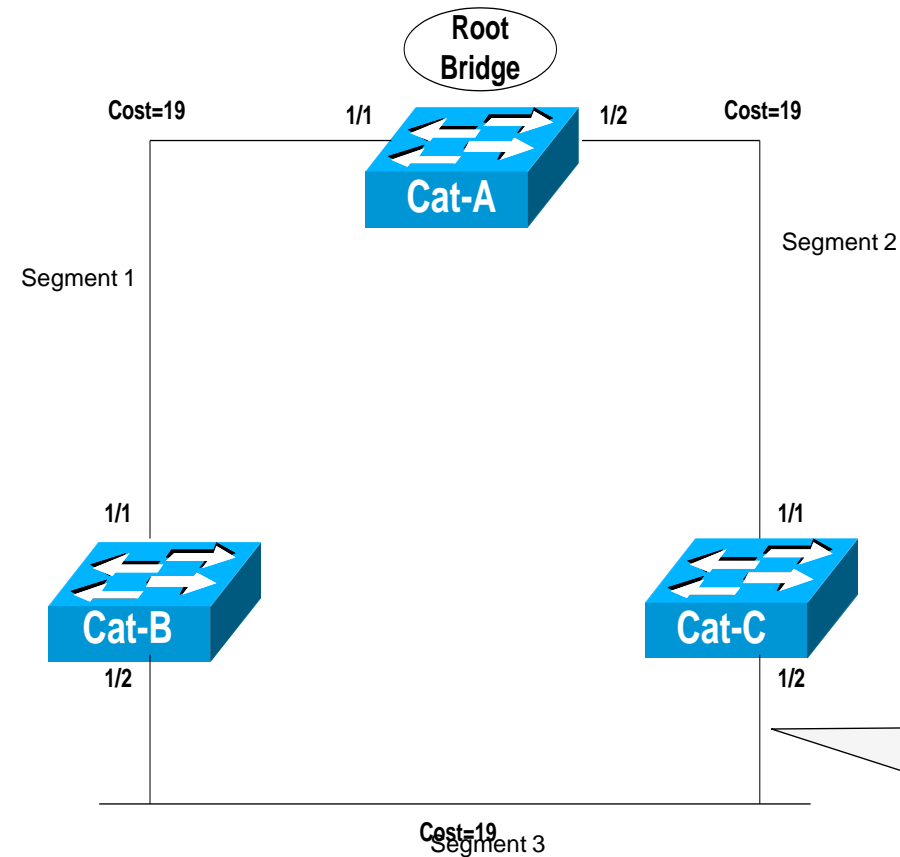 Root
Bridge
Cost=19
1/1
1/2
Cost=19
Cat-A
Segment 2
Segment 1
1/1
1/1
Cat-B
Cat-C
1/2
1/2
Cost=19
Segment 3